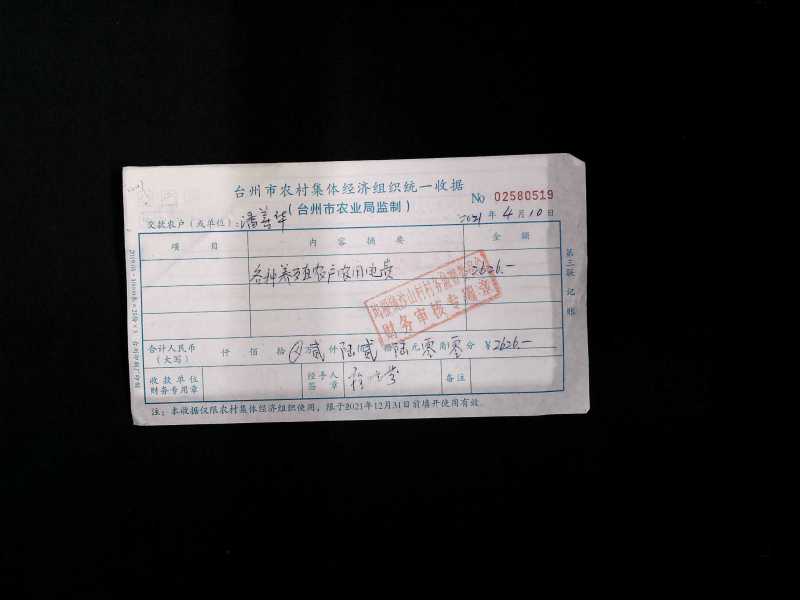 台州市农村集体经济组织统一收据
(台州市农业局监制)
No 02580519
交款农户(或单位): 潘善华
2021 年 4 月 10 日
项 目 内 容 摘 要 金 额
各种养殖农户农用电费 2626.-
财务审核专用章
合计人民币(大写) 仟 佰 拾 万 贰 仟 陆 佰 贰 拾 陆 元 零 角 零 分 ¥2626.-
收款单位财务专用章
经手人签章
备注
注:本收据仅限农村集体经济组织使用,限于2021年12月31日前填开使用有效。
第三联 记账